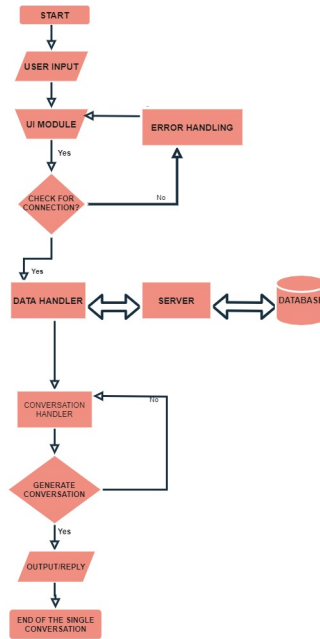 START
USER INPUT
UI MODULE
ERROR HANDLING
Yes
CHECK FOR
CONNECTION?
No
Yes
DATA HANDLER
SERVER
DATABASE
CONVERSATION
HANDLER
No
GENERATE
CONVERSATION
Yes
OUTPUT/REPLY
END OF THE SINGLE
CONVERSATION